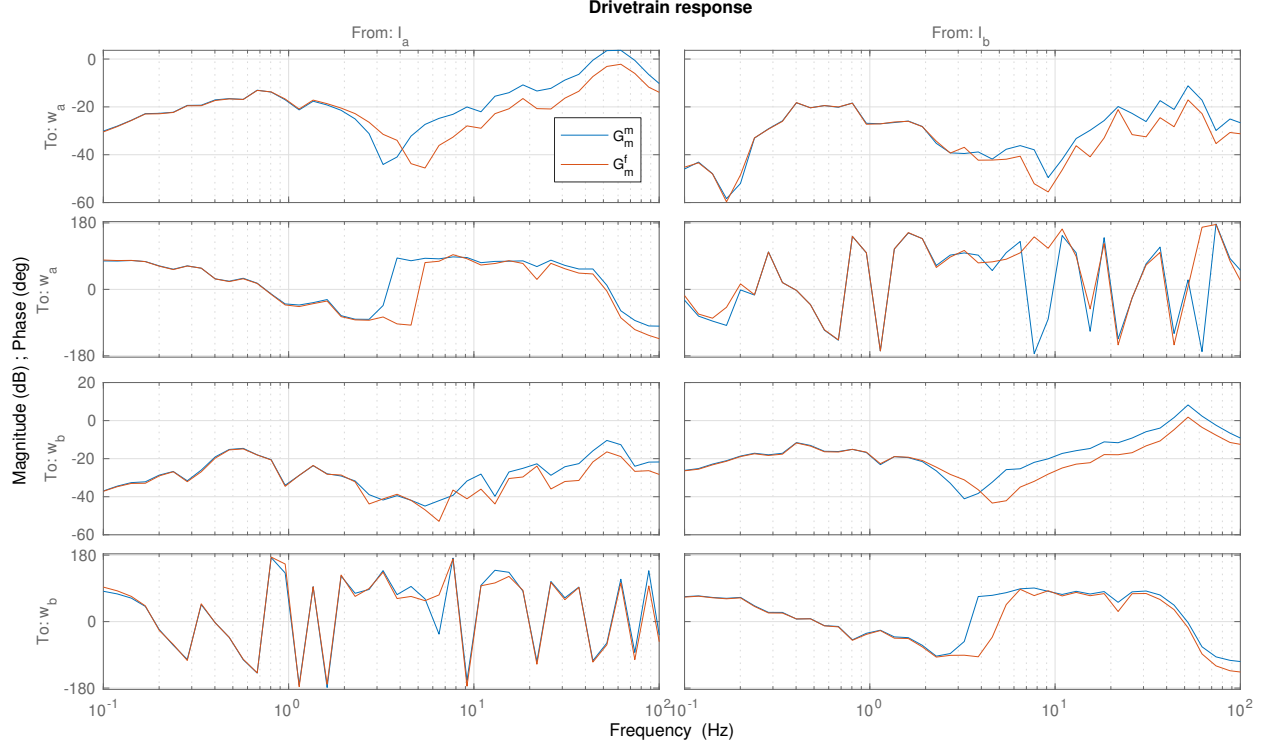 Drivetrain response
From: I_a
From: I_b
Magnitude (dB) ; Phase (deg)
To: w_a
0
-20
-40
-60
G_m^m
G_m^f
To: w_a
180
0
-180
To: w_b
20
0
-20
-40
-60
To: w_b
180
0
-180
10^-1 10^0 10^1 10^2 10^-1 10^0 10^1 10^2
Frequency (Hz)